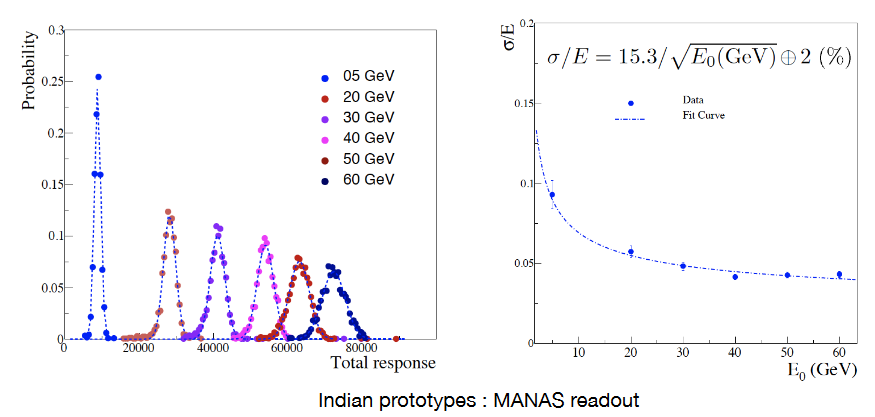 Probability
0.3
0.25
0.2
0.15
0.1
0.05
0
20000
40000
60000
80000
Total response
05 GeV
20 GeV
30 GeV
40 GeV
50 GeV
60 GeV
σ/E
0.2
0.15
0.1
0.05
0
10
20
30
40
50
60
E₀ (GeV)
σ/E = 15.3/√E₀(GeV) ⊕ 2 (%)
Data
Fit Curve
Indian prototypes : MANAS readout